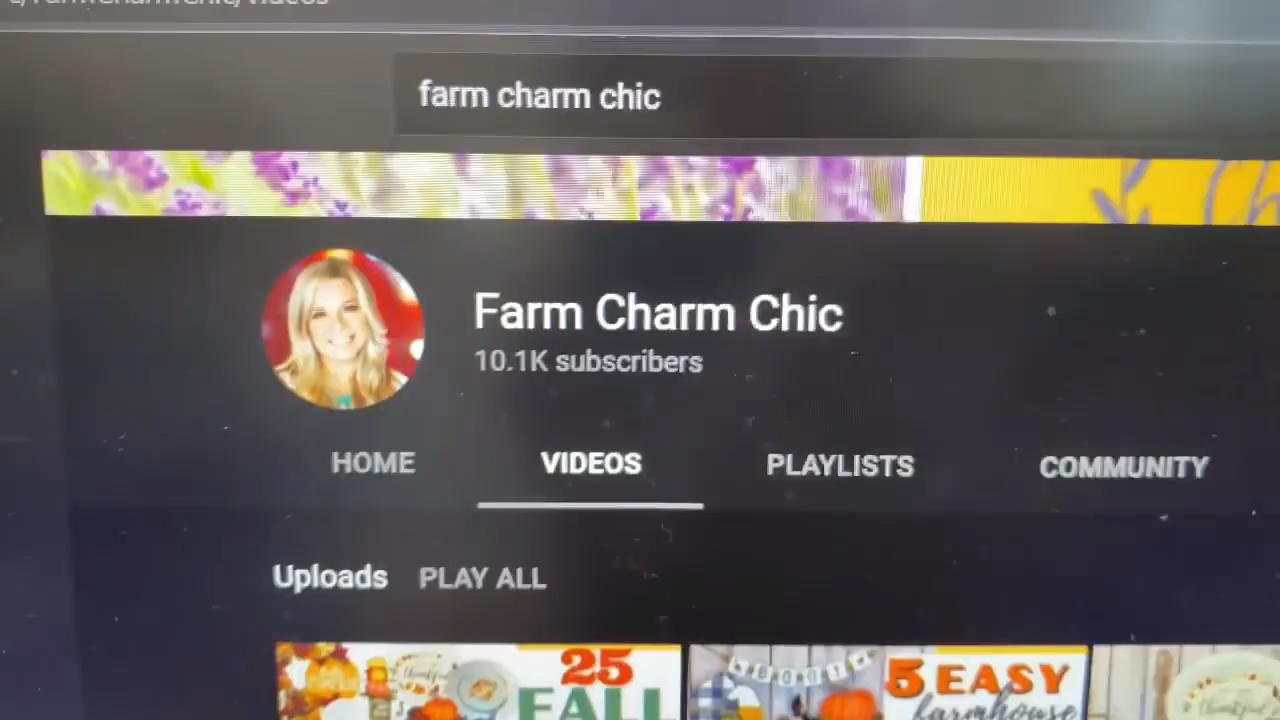 farm charm chic
Farm Charm Chic
10.1K subscribers
HOME VIDEOS PLAYLISTS COMMUNITY
Uploads PLAY ALL
25
FALL
BOO
5 EASY
farmhouse